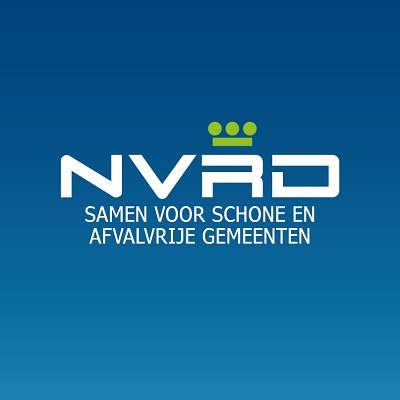 NVRD
SAMEN VOOR SCHONE EN
AFVALVRIJE GEMEENTEN